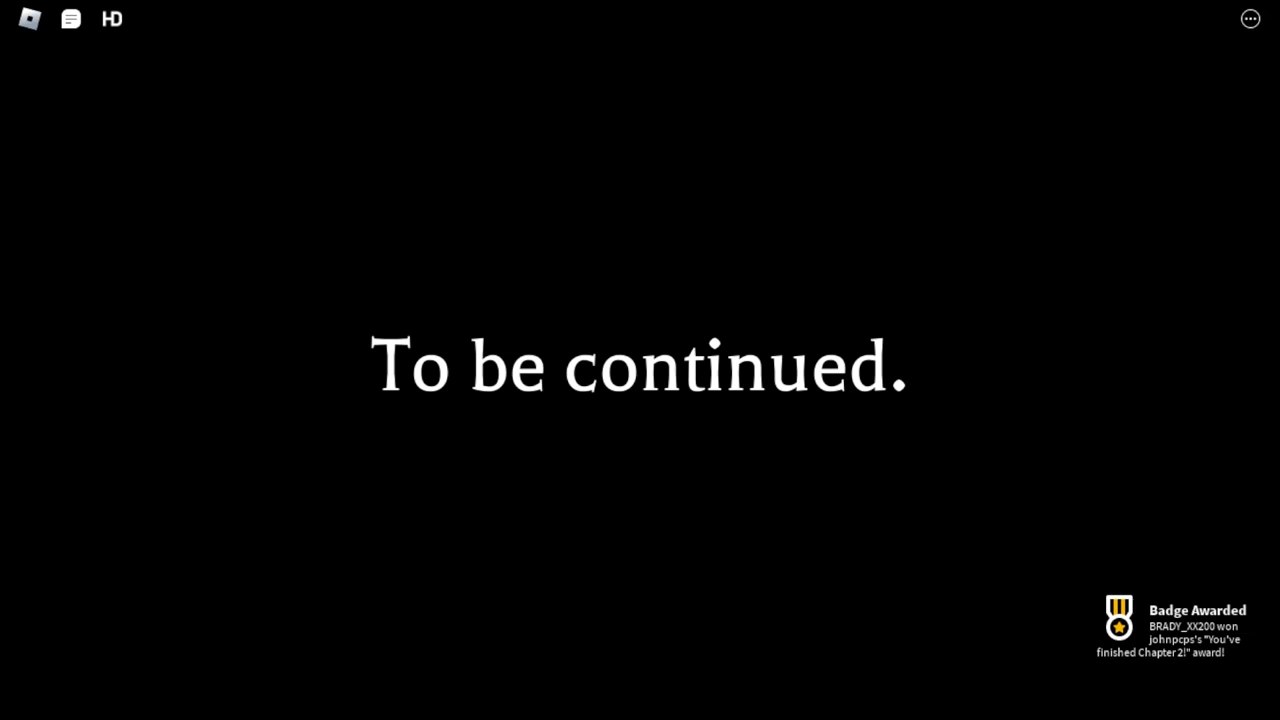 HD
To be continued.
Badge Awarded
BRADY_XX200 won
johnpcps's "You've
finished Chapter 2!" award!